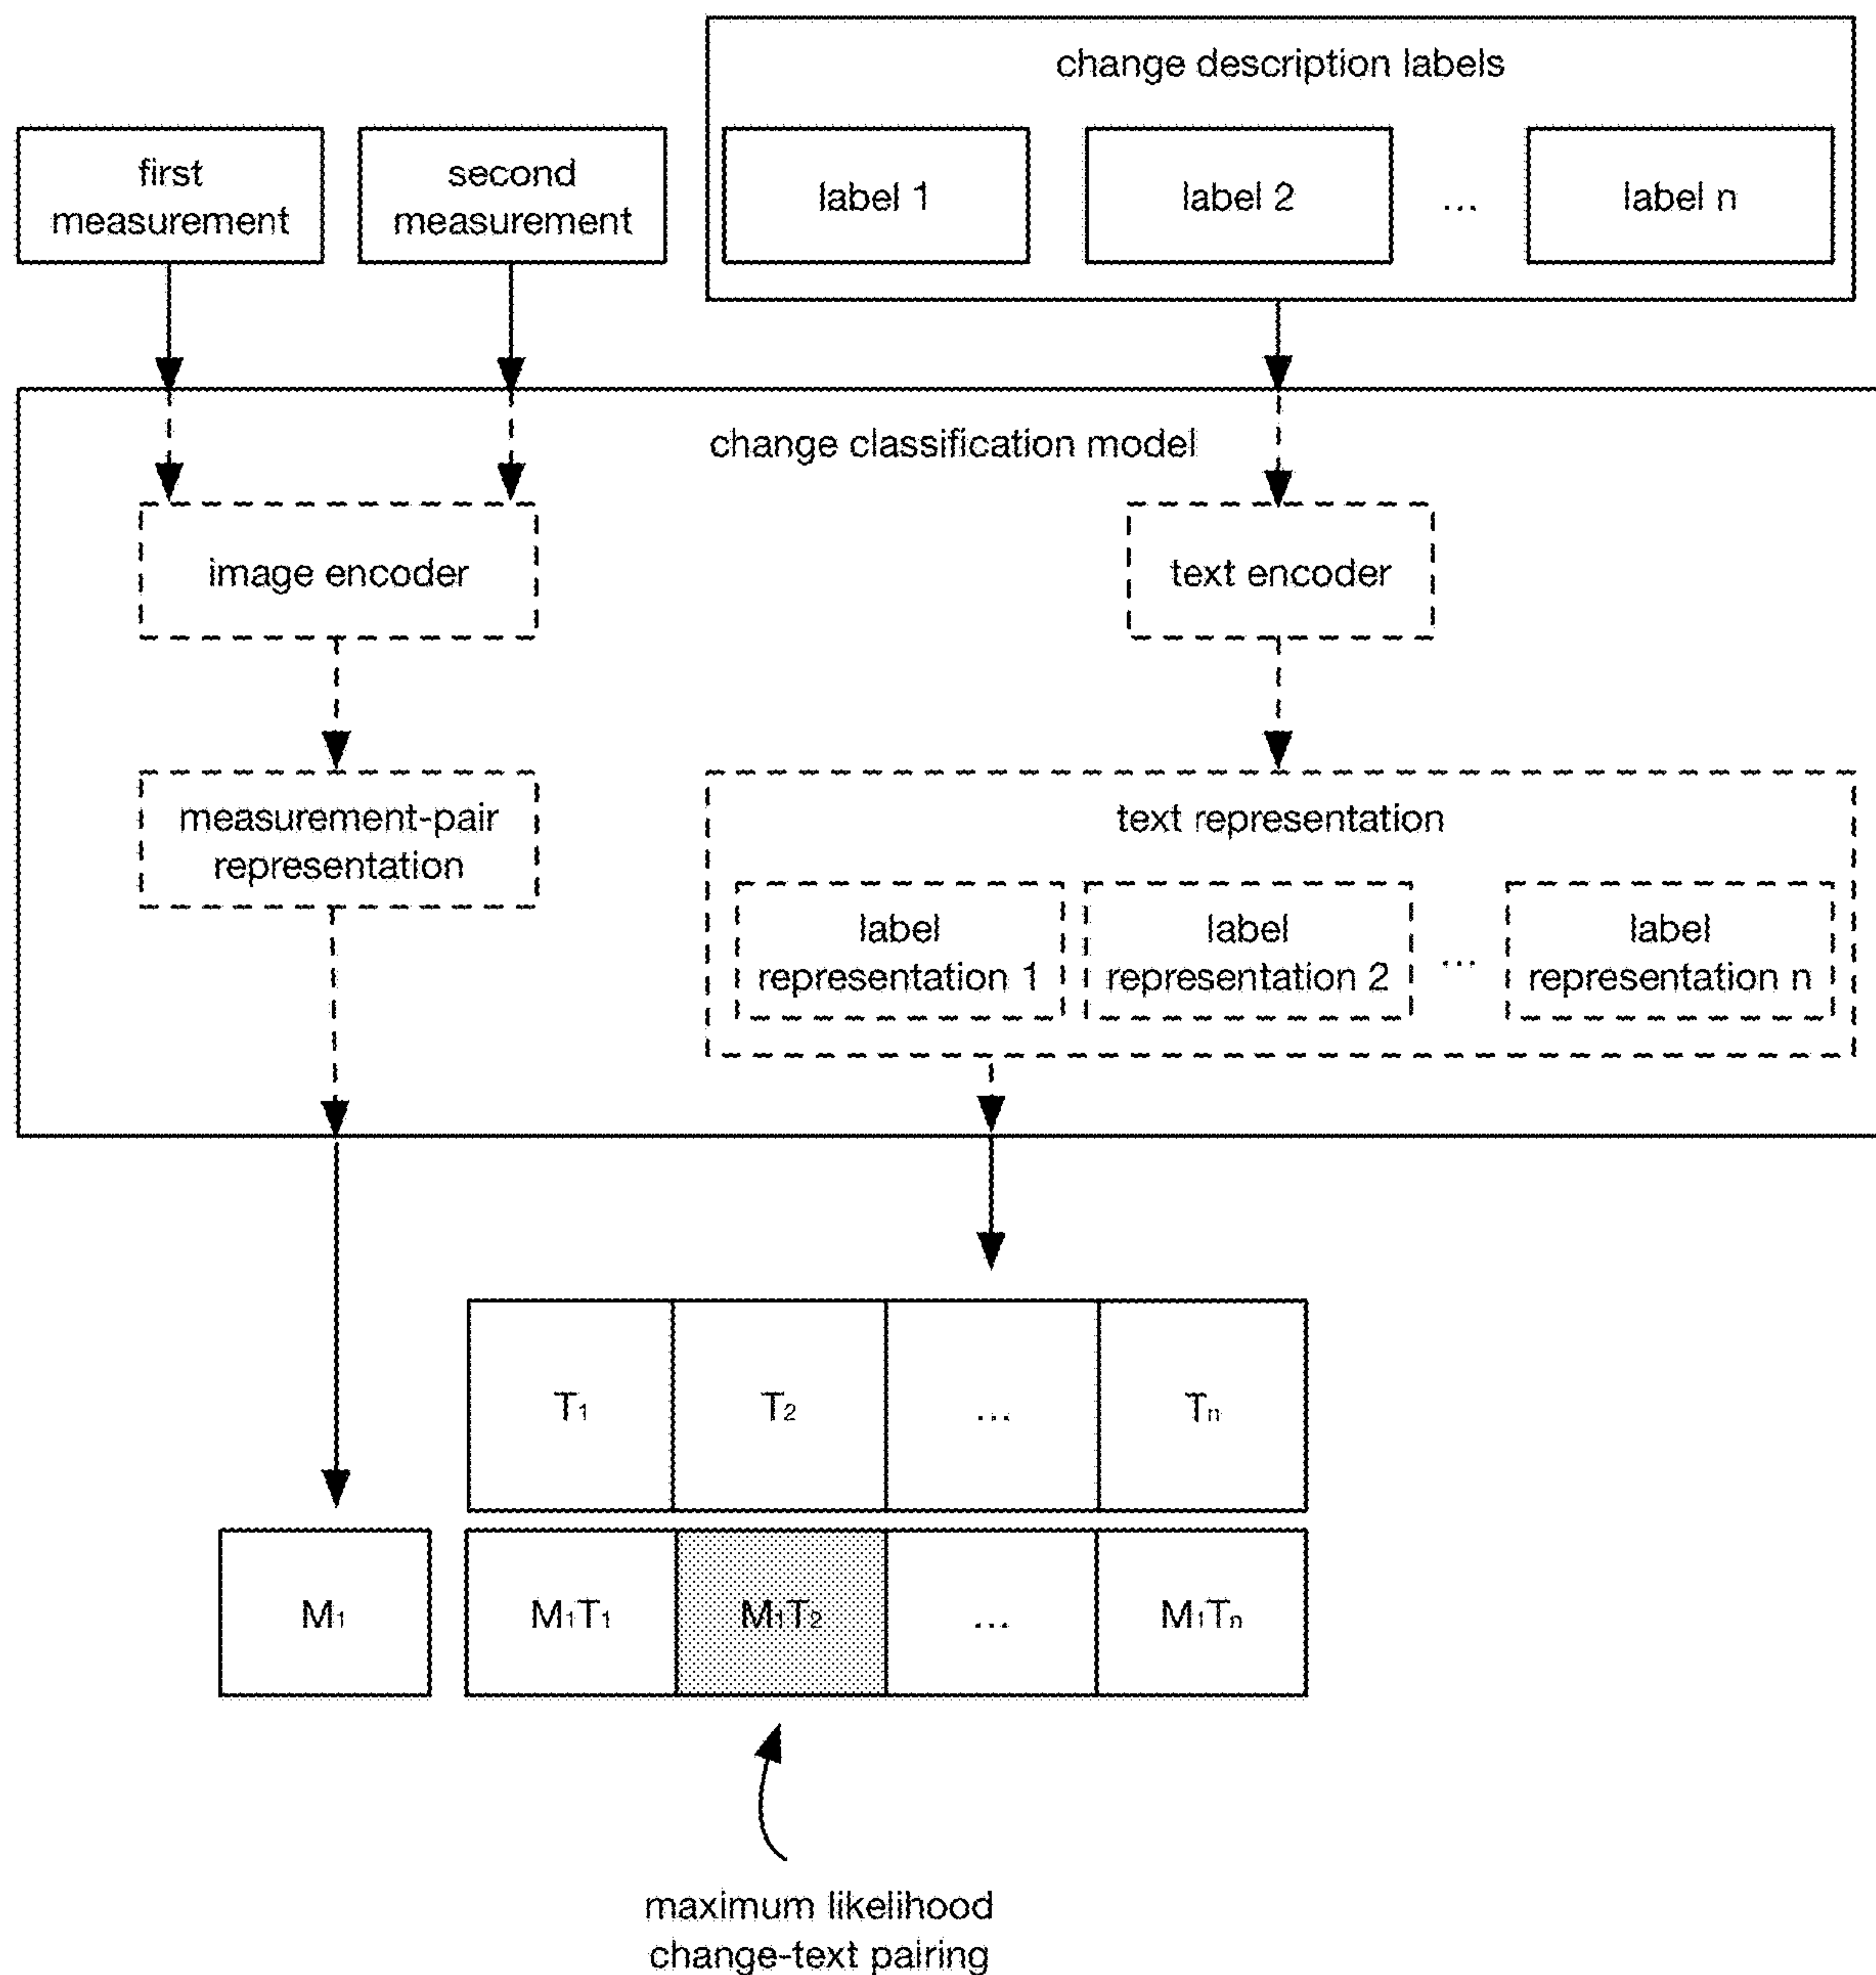 change description labels
first
measurement
second
measurement
label 1
label 2
...
label n
change classification model
image encoder
text encoder
measurement-pair
representation
text representation
label
representation 1
label
representation 2
...
label
representation n
T₁
T₂
...
Tₙ
M₁
M₁T₁
M₁T₂
...
M₁Tₙ
maximum likelihood
change-text pairing